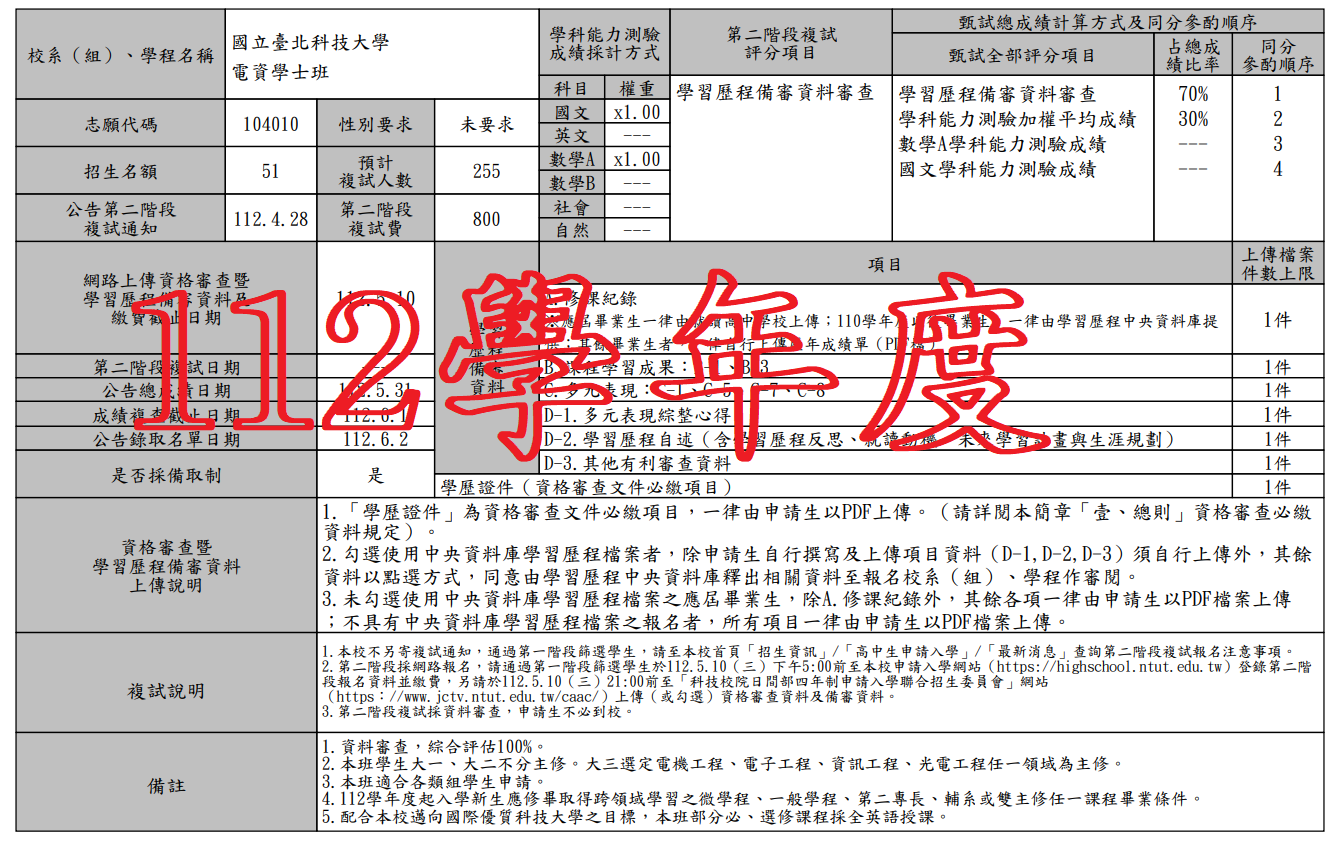 校系（組）、學程名稱
國立臺北科技大學
電資學士班
學科能力測驗
成績採計方式
第二階段複試
評分項目
甄試總成績計算方式及同分參酌順序
甄試全部評分項目
占總成
績比率
同分
參酌順序
科目 權重
國文 x1.00
英文 ---
數學A x1.00
數學B ---
社會 ---
自然 ---
學習歷程備審資料審查
學習歷程備審資料審查 70% 1
學科能力測驗加權平均成績 30% 2
數學A學科能力測驗成績 --- 3
國文學科能力測驗成績 --- 4
志願代碼 104010 性別要求 未要求
招生名額 51 預計
複試人數 255
公告第二階段
複試通知 112.4.28 第二階段
複試費 800
網路上傳資格審查暨
學習歷程備審資料及
繳費截止日期
112.5.10
第二階段複試日期
公告總成績日期 112.5.31
成績複查截止日期 112.6.1
公告錄取名單日期 112.6.2
是否採備取制 是
學習
歷程
備審
資料
項目
上傳檔案
件數上限
A.修課紀錄
※應屆畢業生一律由就讀高中學校上傳；110學年度以後畢業生，一律由學習歷程中央資料庫提
供；其餘畢業生者，一律自行上傳歷年成績單（PDF檔） 1件
B.課程學習成果：B-1、B-3 1件
C.多元表現：C-1、C-5、C-7、C-8 1件
D-1.多元表現綜整心得 1件
D-2.學習歷程自述（含學習歷程反思、就讀動機、未來學習計畫與生涯規劃） 1件
D-3.其他有利審查資料 1件
學歷證件（資格審查文件必繳項目） 1件
112學年度
資格審查暨
學習歷程備審資料
上傳說明
1.「學歷證件」為資格審查文件必繳項目，一律由申請生以PDF上傳。（請詳閱本簡章「壹、總則」資格審查必繳
資料規定）。
2.勾選使用中央資料庫學習歷程檔案者，除申請生自行撰寫及上傳項目資料（D-1,D-2,D-3）須自行上傳外，其餘
資料以點選方式，同意由學習歷程中央資料庫釋出相關資料至報名校系（組）、學程作審閱。
3.未勾選使用中央資料庫學習歷程檔案之應屆畢業生，除A.修課紀錄外，其餘各項一律由申請生以PDF檔案上傳
；不具有中央資料庫學習歷程檔案之報名者，所有項目一律由申請生以PDF檔案上傳。
複試說明
1.本校不另寄複試通知，通過第一階段篩選學生，請至本校首頁「招生資訊」/「高中生申請入學」/「最新消息」查詢第二階段複試報名注意事項。
2.第二階段採網路報名，請通過第一階段篩選學生於112.5.10（三）下午5:00前至本校申請入學網站（https://highschool.ntut.edu.tw）登錄第二階
段報名資料並繳費，另請於112.5.10（三）21:00前至「科技校院日間部四年制申請入學聯合招生委員會」網站
（https：//www.jctv.ntut.edu.tw/caac/）上傳（或勾選）資格審查資料及備審資料。
3.第二階段複試採資料審查，申請生不必到校。
備註
1.資料審查，綜合評估100%。
2.本班學生大一、大二不分主修。大三選定電機工程、電子工程、資訊工程、光電工程任一領域為主修。
3.本班適合各類組學生申請。
4.112學年度起入學新生應修畢取得跨領域學習之微學程、一般學程、第二專長、輔系或雙主修任一課程畢業條件。
5.配合本校邁向國際優質科技大學之目標，本班部分必、選修課程採全英語授課。